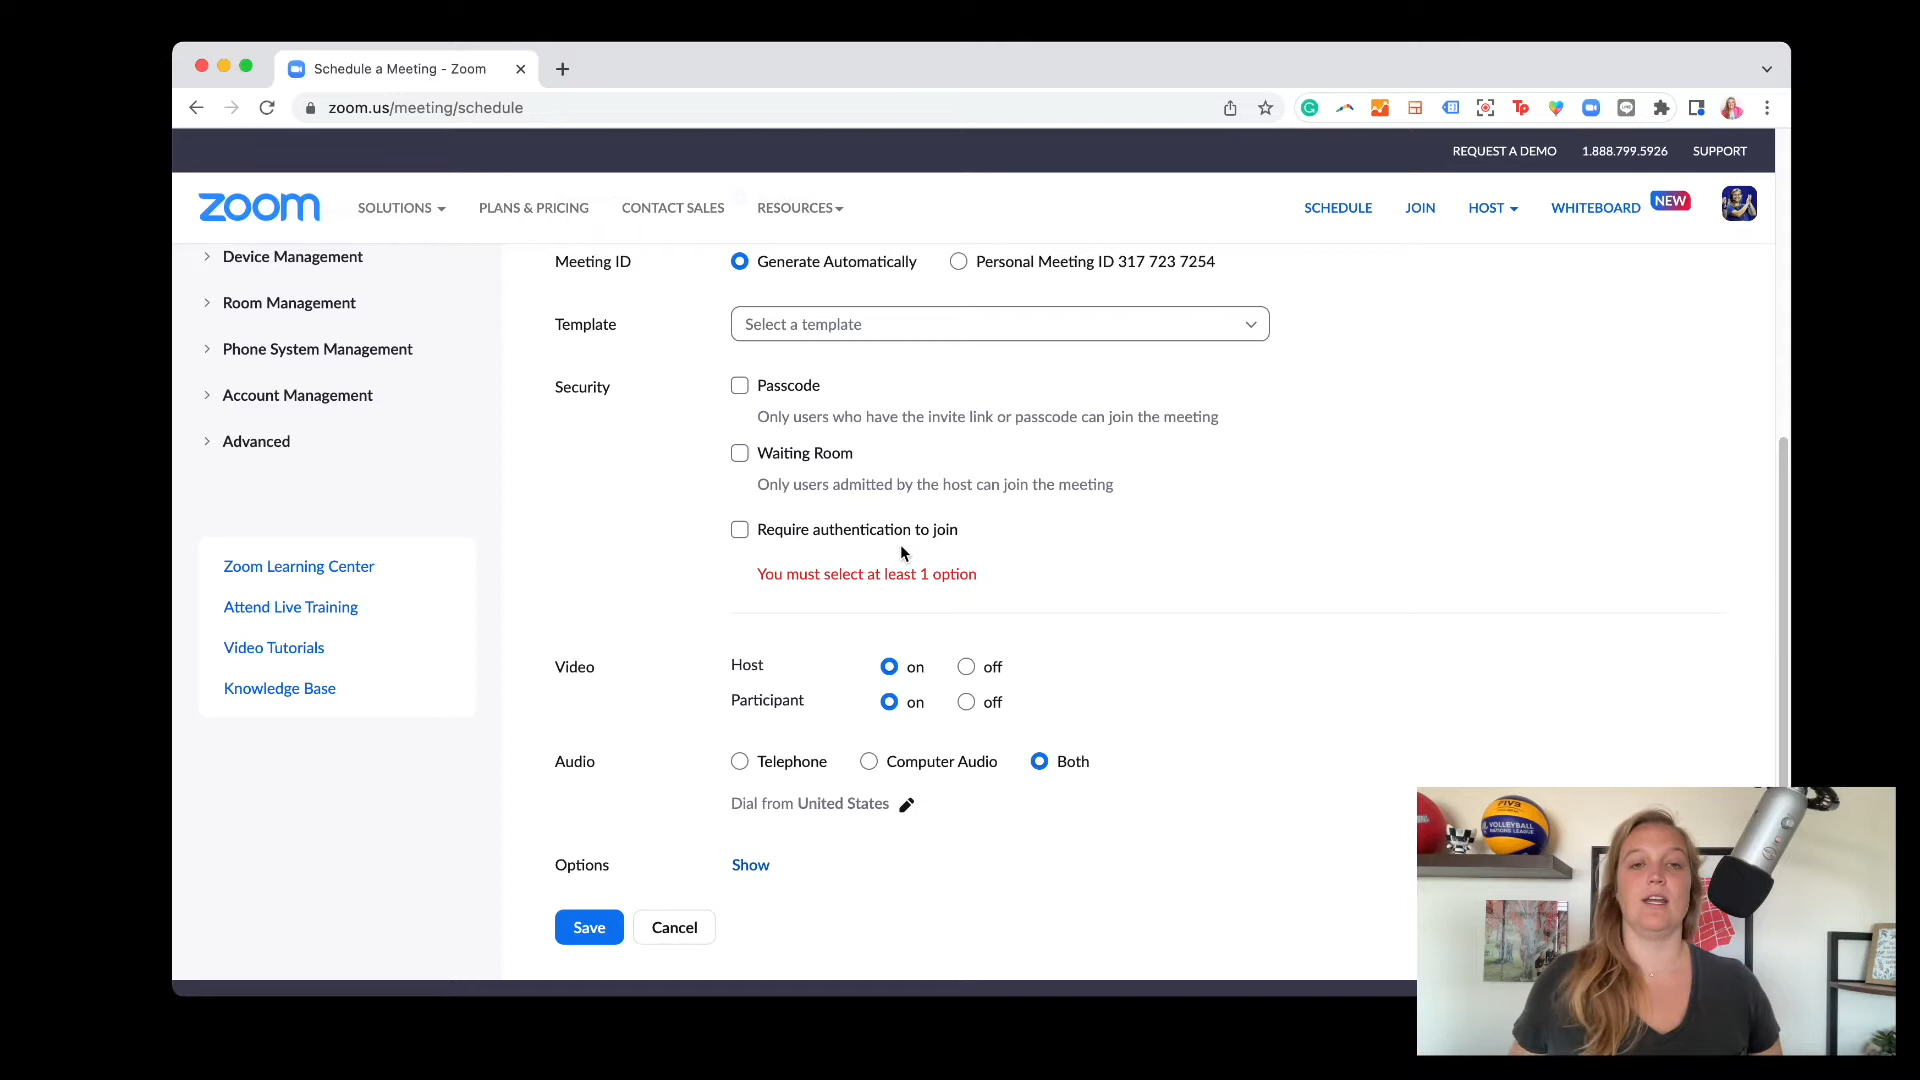 Schedule a Meeting - Zoom
zoom.us/meeting/schedule
REQUEST A DEMO 1.888.799.5926 SUPPORT
zoom SOLUTIONS PLANS & PRICING CONTACT SALES RESOURCES SCHEDULE JOIN HOST WHITEBOARD NEW
Device Management
Room Management
Phone System Management
Account Management
Advanced
Zoom Learning Center
Attend Live Training
Video Tutorials
Knowledge Base
Meeting ID Generate Automatically Personal Meeting ID 317 723 7254
Template Select a template
Security Passcode
Only users who have the invite link or passcode can join the meeting
Waiting Room
Only users admitted by the host can join the meeting
Require authentication to join
You must select at least 1 option
Video Host on off
Participant on off
Audio Telephone Computer Audio Both
Dial from United States
Options Show
Save Cancel
FIVB
VOLLEYBALL
NATIONS LEAGUE